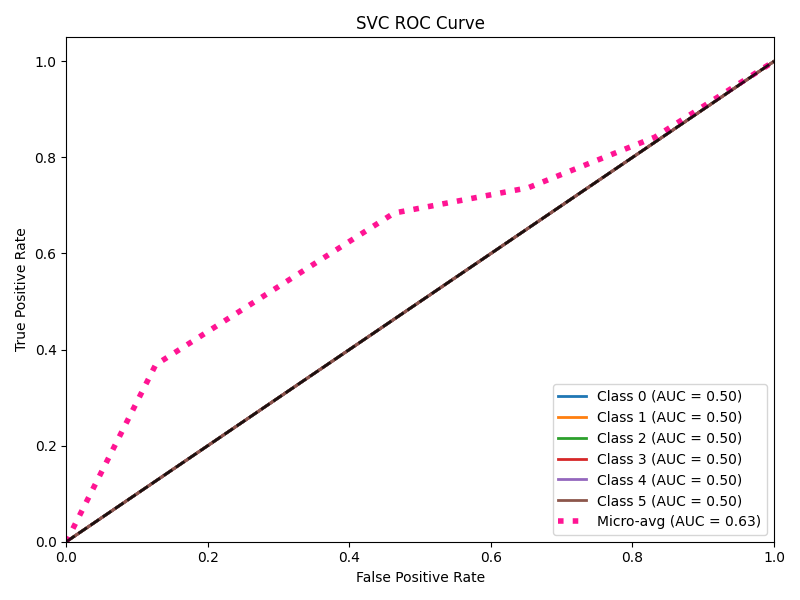 SVC ROC Curve
True Positive Rate
1.0
0.8
0.6
0.4
0.2
0.0
0.0 0.2 0.4 0.6 0.8 1.0
False Positive Rate
Class 0 (AUC = 0.50)
Class 1 (AUC = 0.50)
Class 2 (AUC = 0.50)
Class 3 (AUC = 0.50)
Class 4 (AUC = 0.50)
Class 5 (AUC = 0.50)
Micro-avg (AUC = 0.63)